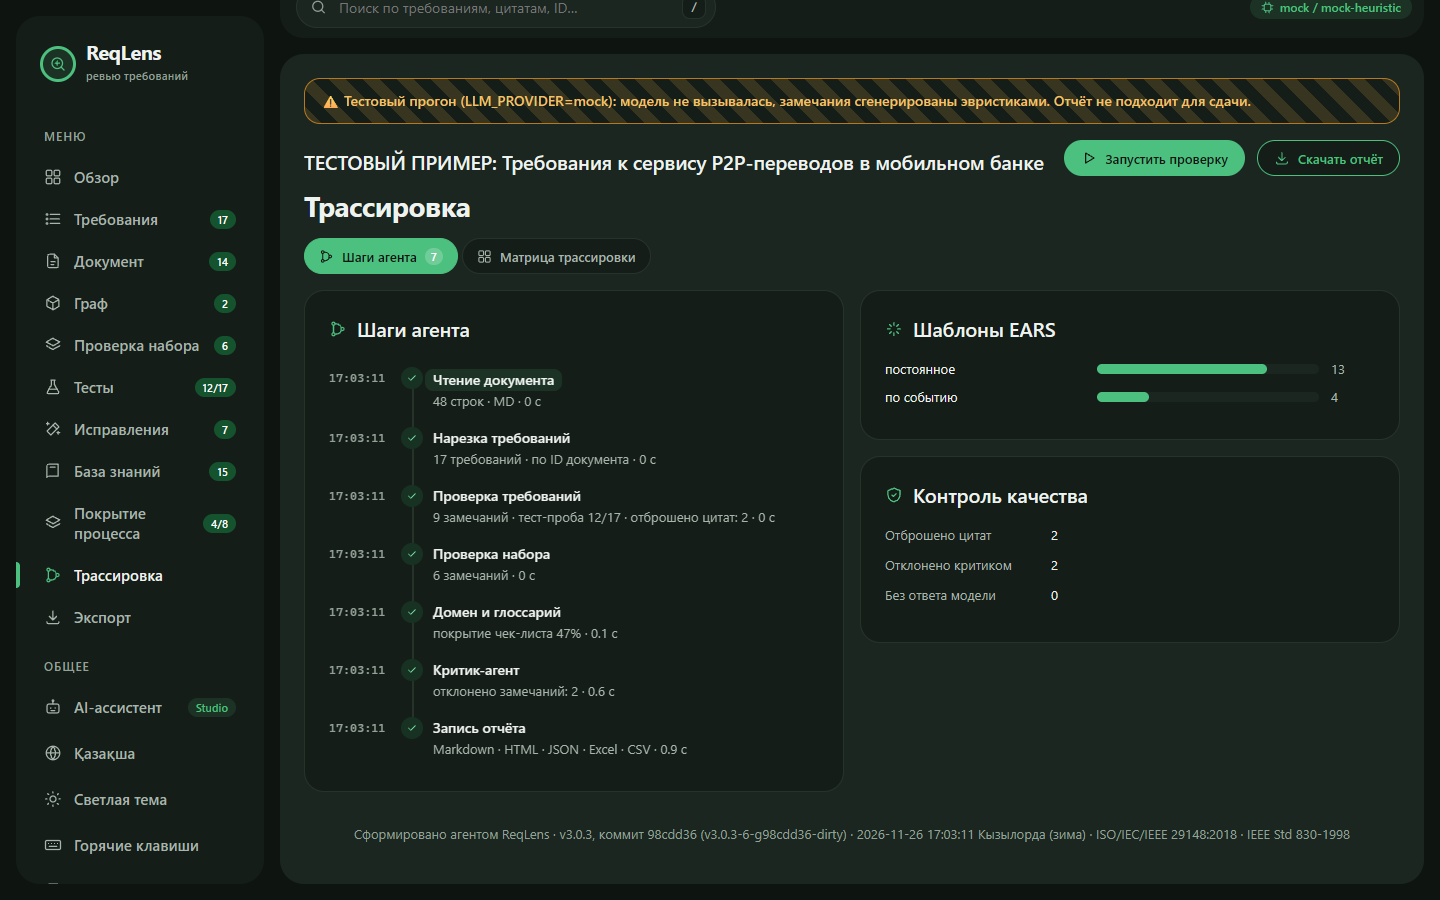 ReqLens
ревью требований
МЕНЮ
Обзор
Требования 17
Документ 14
Граф 2
Проверка набора 6
Тесты 12/17
Исправления 7
База знаний 15
Покрытие
процесса 4/8
Трассировка
Экспорт
ОБЩЕЕ
AI-ассистент Studio
Қазақша
Светлая тема
Горячие клавиши
Поиск по требованиям, цитатам, ID... /
mock / mock-heuristic
Тестовый прогон (LLM_PROVIDER=mock): модель не вызывалась, замечания сгенерированы эвристиками. Отчёт не подходит для сдачи.
ТЕСТОВЫЙ ПРИМЕР: Требования к сервису P2P-переводов в мобильном банке
Запустить проверку
Скачать отчёт
Трассировка
Шаги агента 7
Матрица трассировки
Шаги агента
17:03:11 Чтение документа
48 строк · MD · 0 с
17:03:11 Нарезка требований
17 требований · по ID документа · 0 с
17:03:11 Проверка требований
9 замечаний · тест-проба 12/17 · отброшено цитат: 2 · 0 с
17:03:11 Проверка набора
6 замечаний · 0 с
17:03:11 Домен и глоссарий
покрытие чек-листа 47% · 0.1 с
17:03:11 Критик-агент
отклонено замечаний: 2 · 0.6 с
17:03:11 Запись отчёта
Markdown · HTML · JSON · Excel · CSV · 0.9 с
Шаблоны EARS
постоянное 13
по событию 4
Контроль качества
Отброшено цитат 2
Отклонено критиком 2
Без ответа модели 0
Сформировано агентом ReqLens · v3.0.3, коммит 98cdd36 (v3.0.3-6-g98cdd36-dirty) · 2026-11-26 17:03:11 Кызылорда (зима) · ISO/IEC/IEEE 29148:2018 · IEEE Std 830-1998